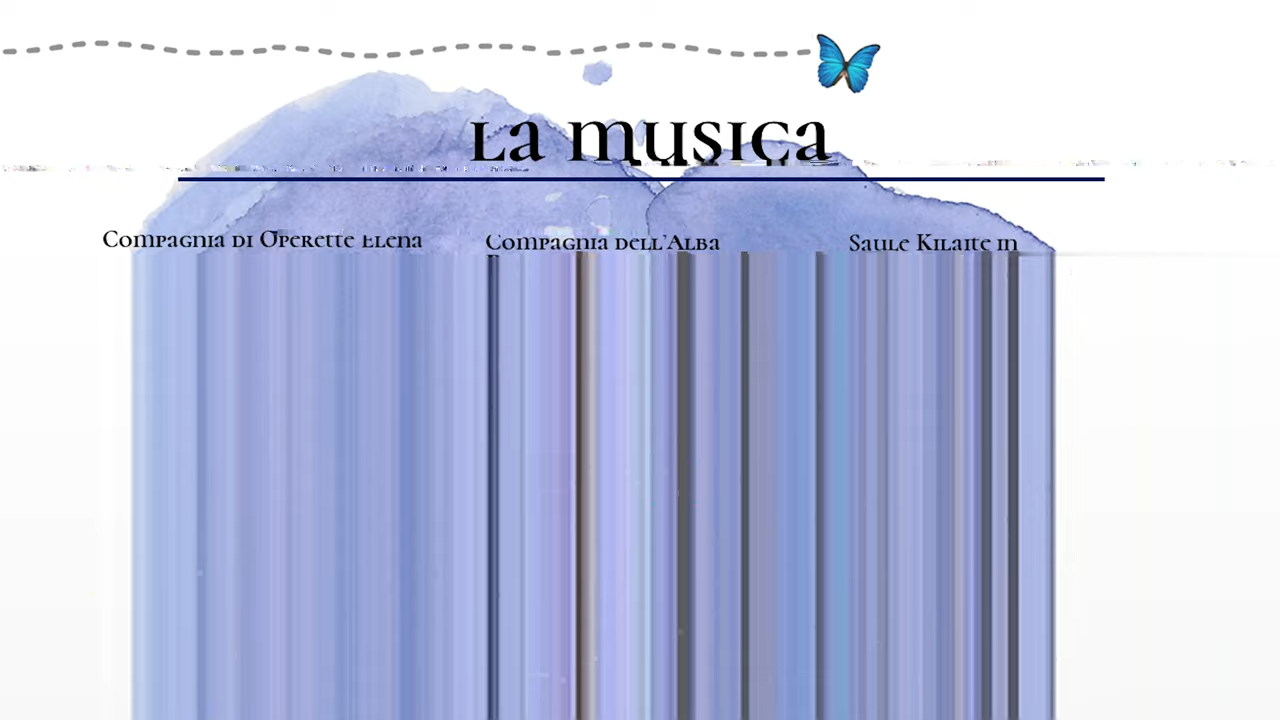 La musica
Compagnia di Operette Elena
Compagnia dell'Alba
Saule Kilaite in